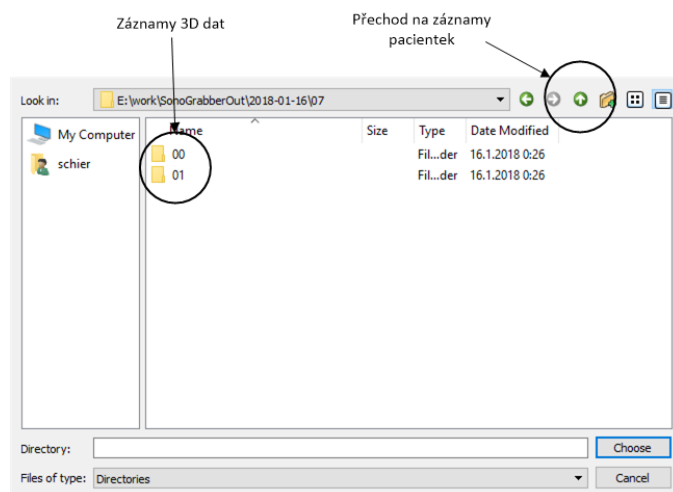 Záznamy 3D dat
Přechod na záznamy
pacientek
Look in:
E:\work\SonoGrabberOut\2018-01-16\07
My Computer
schier
Name Size Type Date Modified
00 Fil...der 16.1.2018 0:26
01 Fil...der 16.1.2018 0:26
Directory:
Choose
Files of type: Directories
Cancel